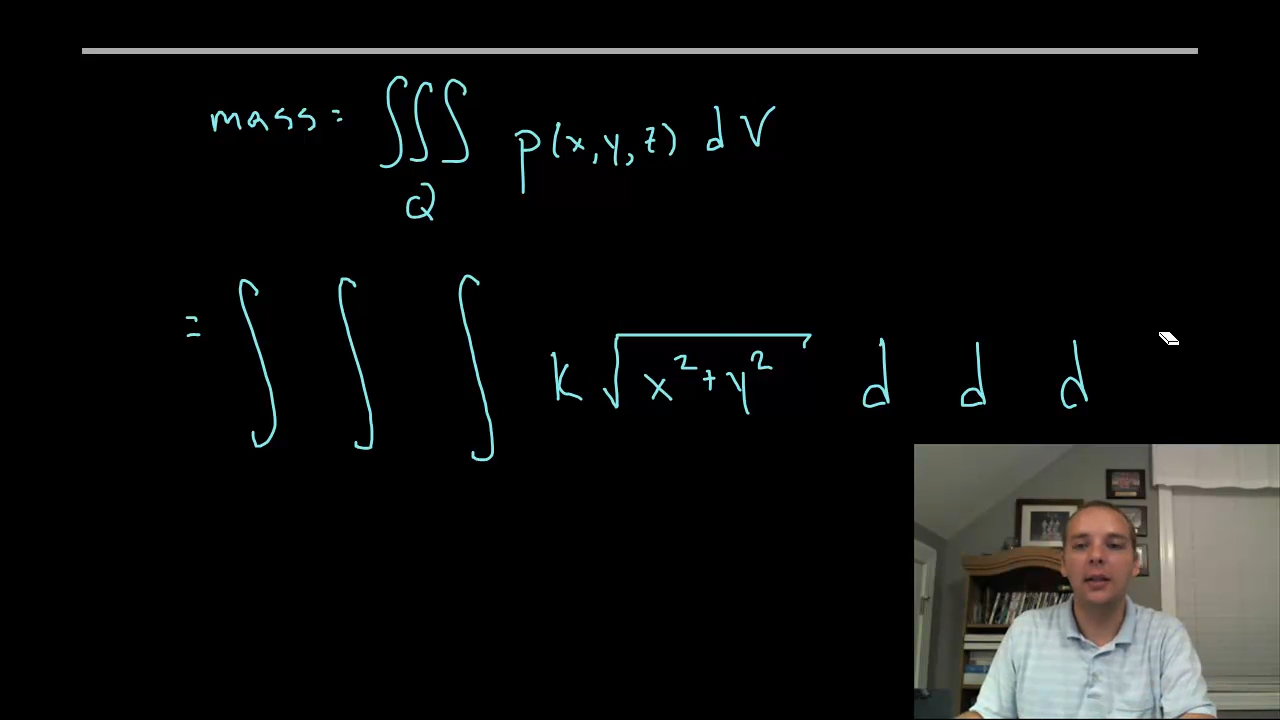 mass = ∭ p(x,y,z) dV
Q
= ∫ ∫ ∫ k √(x²+y²) d d d